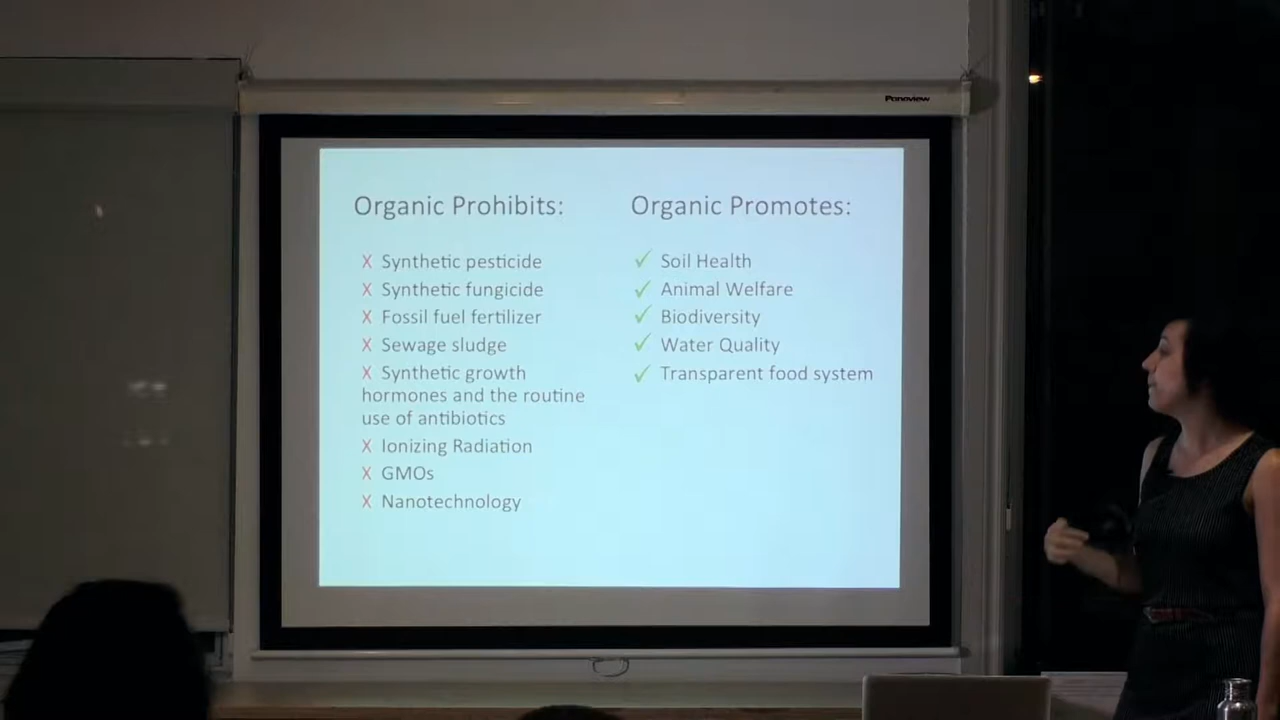 Paneview
Organic Prohibits:
X Synthetic pesticide
X Synthetic fungicide
X Fossil fuel fertilizer
X Sewage sludge
X Synthetic growth
hormones and the routine
use of antibiotics
X Ionizing Radiation
X GMOs
X Nanotechnology
Organic Promotes:
✓ Soil Health
✓ Animal Welfare
✓ Biodiversity
✓ Water Quality
✓ Transparent food system